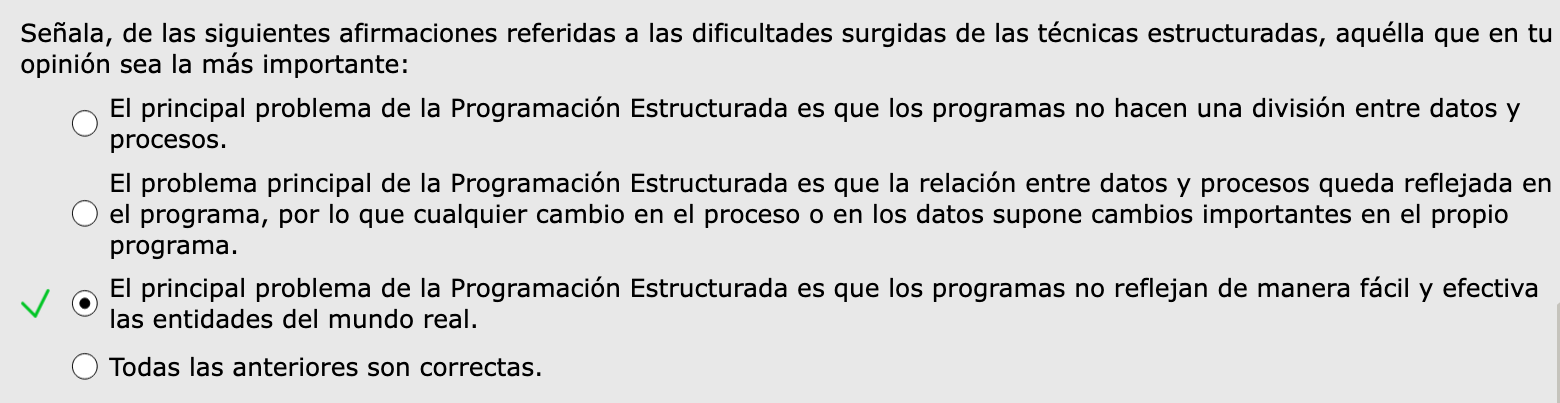 Señala, de las siguientes afirmaciones referidas a las dificultades surgidas de las técnicas estructuradas, aquélla que en tu
opinión sea la más importante:
El principal problema de la Programación Estructurada es que los programas no hacen una división entre datos y
procesos.
El problema principal de la Programación Estructurada es que la relación entre datos y procesos queda reflejada en
el programa, por lo que cualquier cambio en el proceso o en los datos supone cambios importantes en el propio
programa.
El principal problema de la Programación Estructurada es que los programas no reflejan de manera fácil y efectiva
las entidades del mundo real.
Todas las anteriores son correctas.